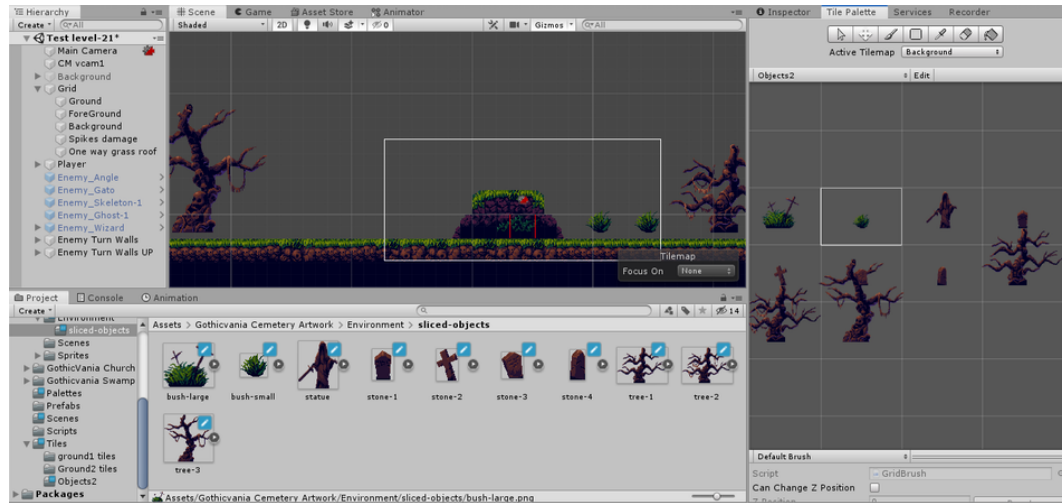 Hierarchy
Create
All
Test level-21*
Main Camera
CM vcam1
Background
Grid
Ground
ForeGround
Background
Spikes damage
One way grass roof
Player
Enemy_Angle
Enemy_Gato
Enemy_Skeleton-1
Enemy_Ghost-1
Enemy_Wizard
Enemy Turn Walls
Enemy Turn Walls UP
Scene Game Asset Store Animator
Shaded 2D 0 Gizmos All
Tilemap
Focus On None
Inspector Tile Palette Services Recorder
Active Tilemap Background
Objects2 Edit
Default Brush
Script GridBrush
Can Change Z Position
Z Position 0
Project Console Animation
Create 14
Environment
sliced-objects
Scenes
Sprites
GothicVania Church
Gothicvania Swamp
Palettes
Prefabs
Scenes
Scripts
Tiles
ground1 tiles
Ground2 tiles
Objects2
Packages
Assets > Gothicvania Cemetery Artwork > Environment > sliced-objects
bush-large bush-small statue stone-1 stone-2 stone-3 stone-4 tree-1 tree-2
tree-3
Assets/Gothicvania Cemetery Artwork/Environment/sliced-objects/bush-large.png